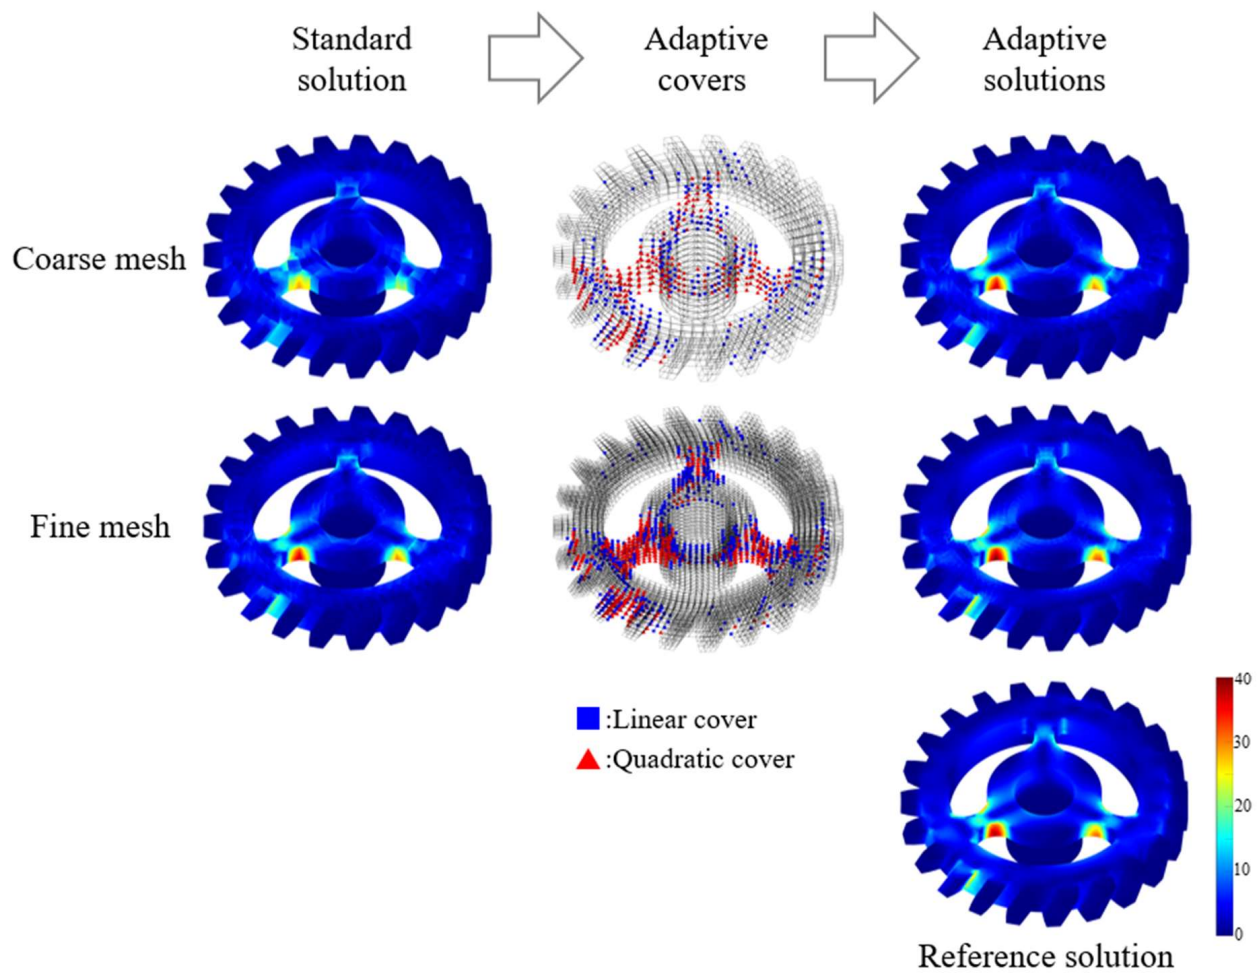 Standard
solution
Adaptive
covers
Adaptive
solutions
Coarse mesh
Fine mesh
:Linear cover
:Quadratic cover
40
30
20
10
0
Reference solution